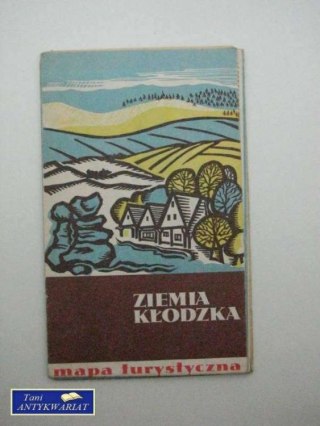 ZIEMIA
KŁODZKA
mapa turystyczna
Tani
ANTYKWARIAT